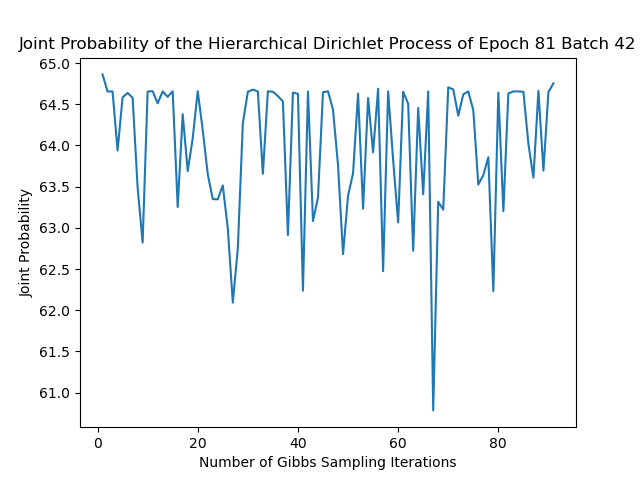 Joint Probability of the Hierarchical Dirichlet Process of Epoch 81 Batch 42
65.0
64.5
64.0
63.5
63.0
62.5
62.0
61.5
61.0
Joint Probability
0 20 40 60 80
Number of Gibbs Sampling Iterations